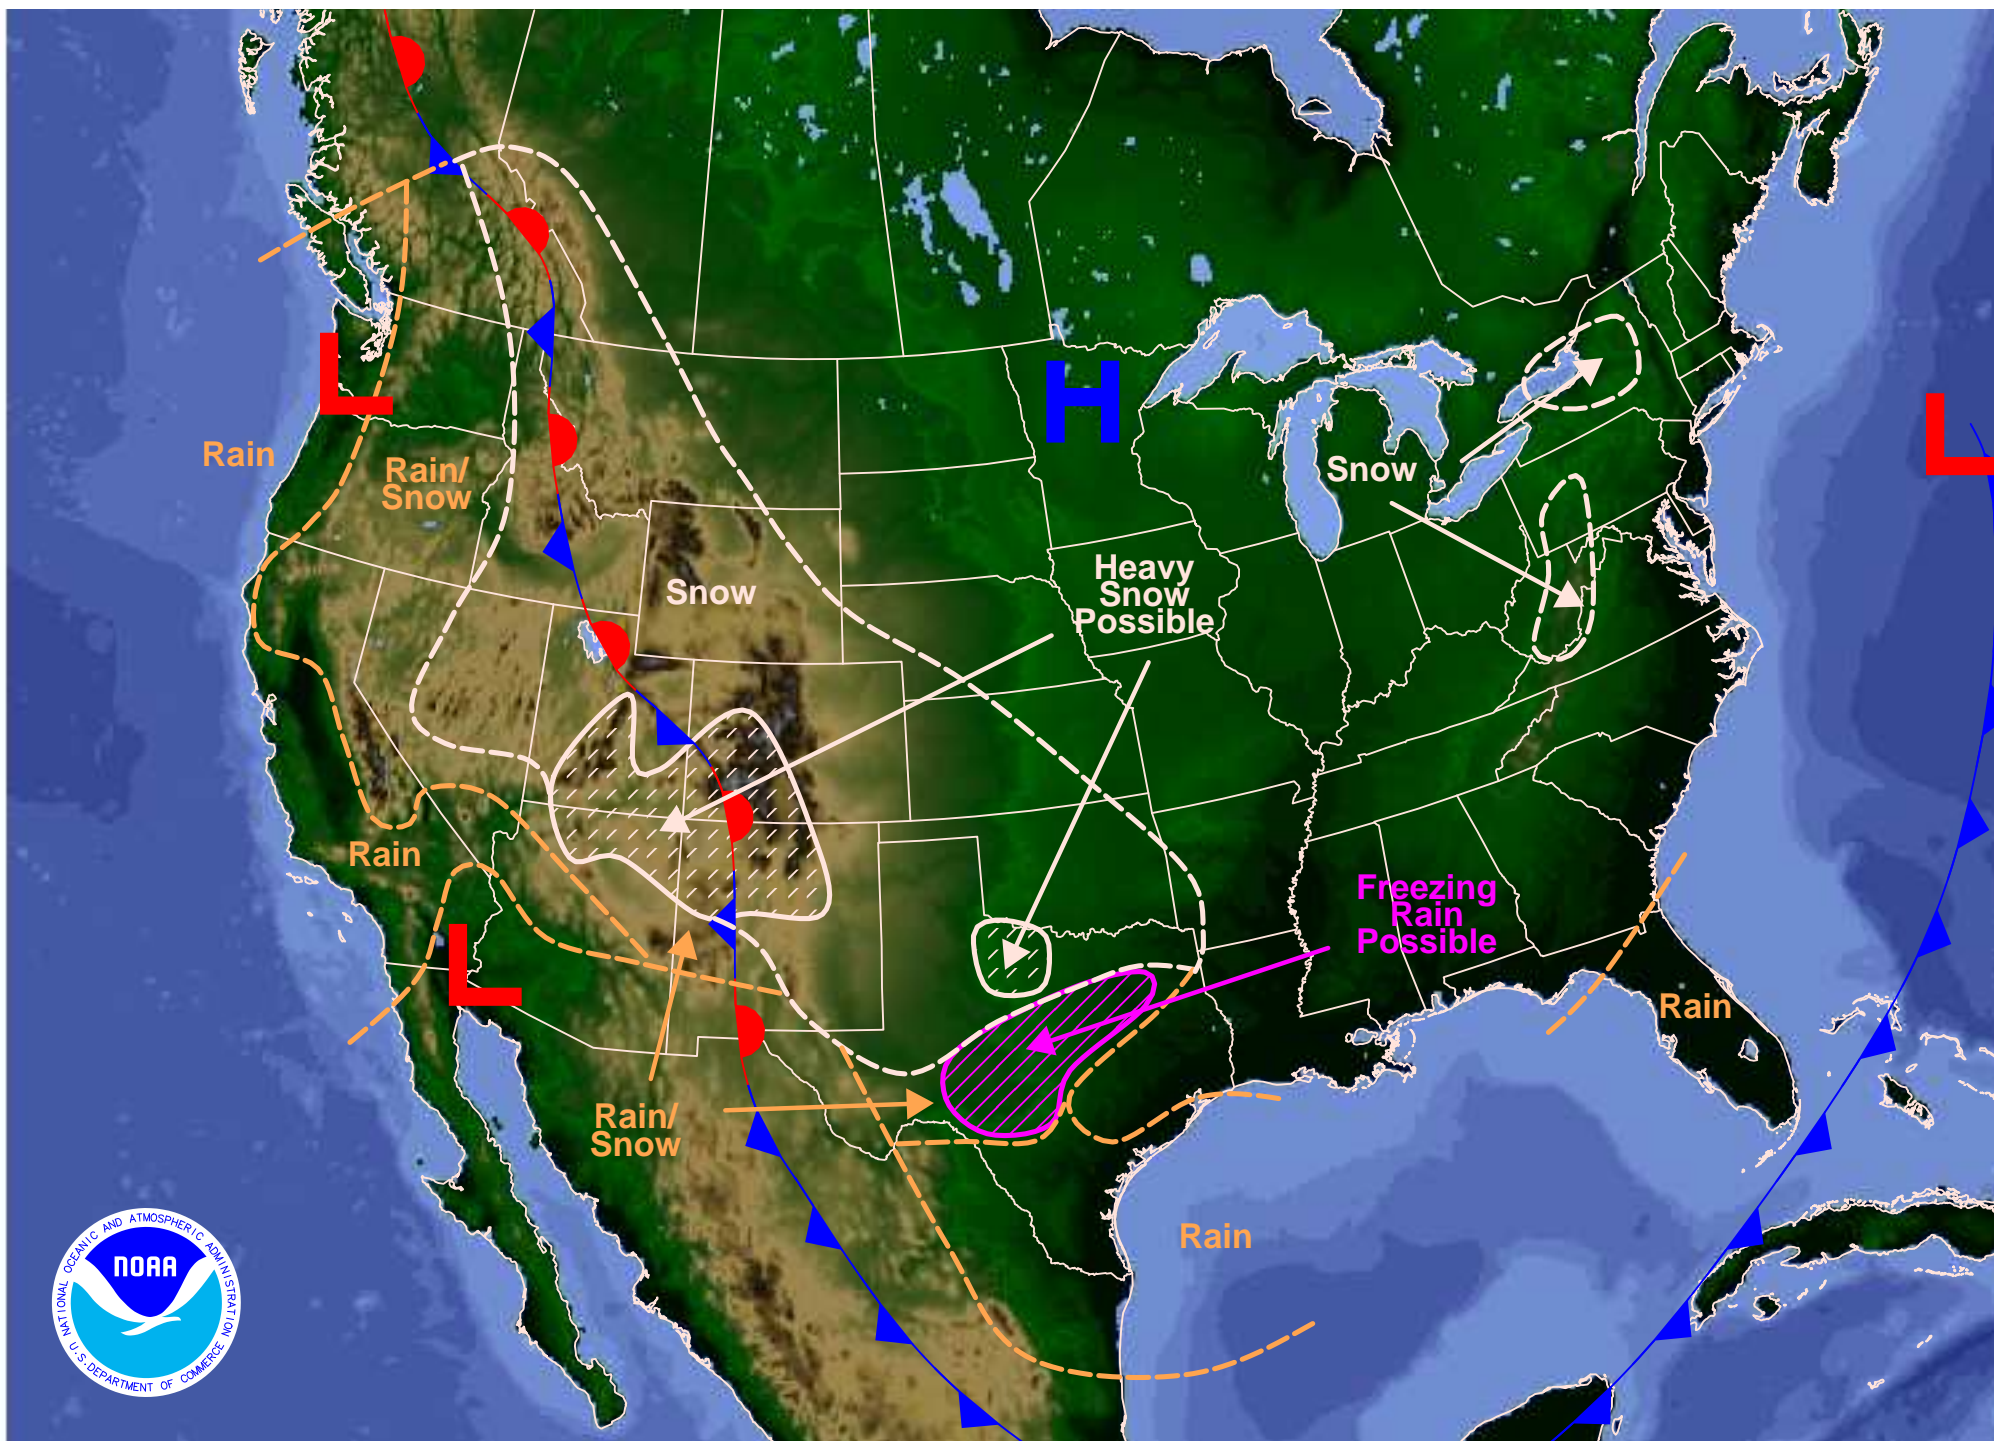 L
H
L
Rain
Rain/
Snow
Snow
Snow
Heavy
Snow
Possible
Rain
Freezing
Rain
Possible
L
Rain
Rain/
Snow
Rain
NATIONAL OCEANIC AND ATMOSPHERIC ADMINISTRATION
NOAA
U.S. DEPARTMENT OF COMMERCE